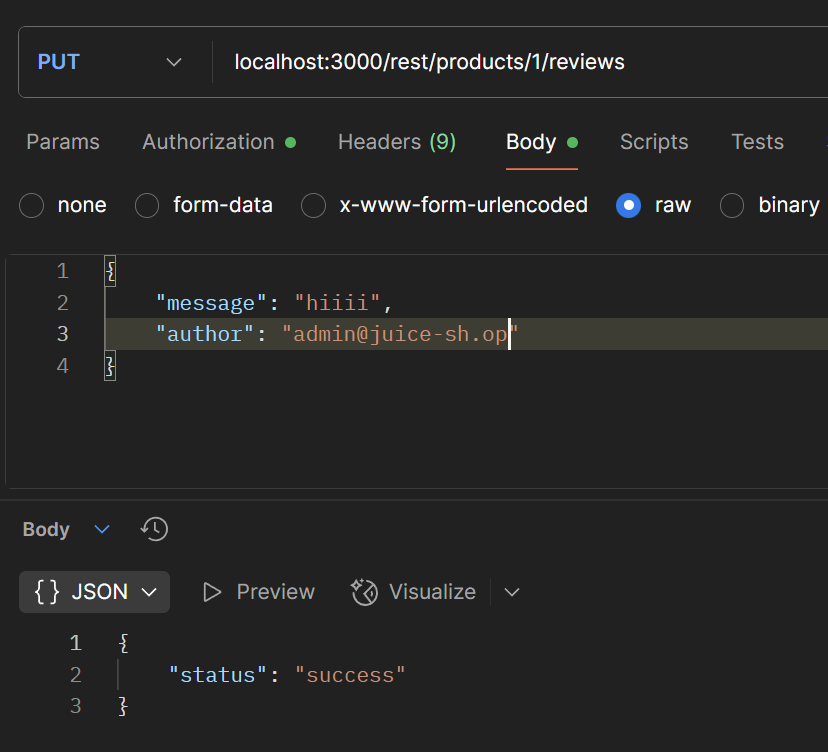 PUT localhost:3000/rest/products/1/reviews
Params Authorization Headers (9) Body Scripts Tests
none form-data x-www-form-urlencoded raw binary
1 {
2 "message": "hiiii",
3 "author": "admin@juice-sh.op"
4 }
Body
{} JSON Preview Visualize
1 {
2 "status": "success"
3 }